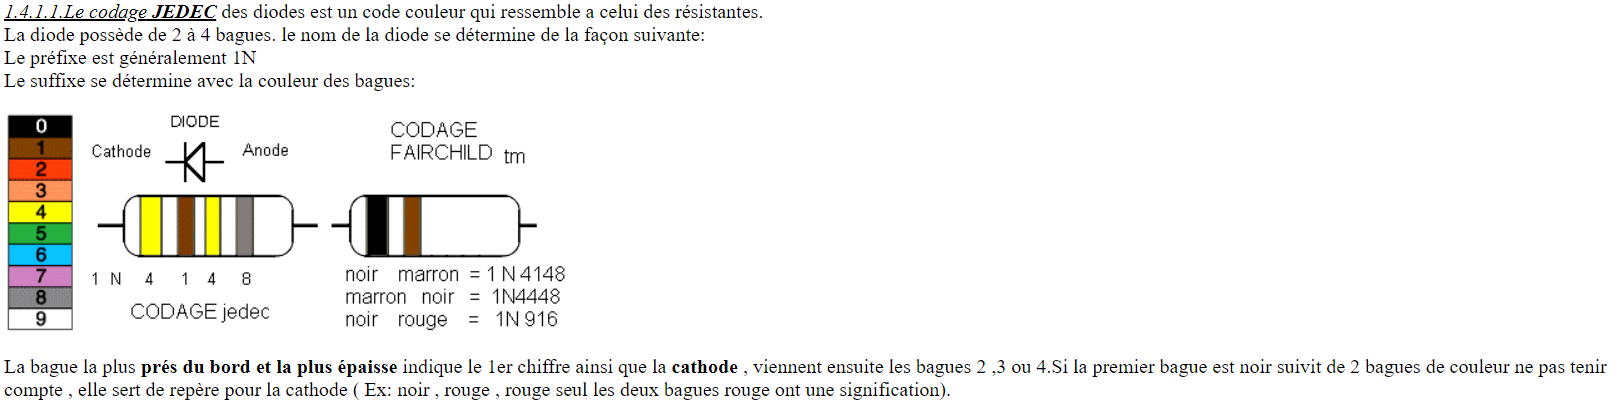 1.4.1.1.Le codage JEDEC des diodes est un code couleur qui ressemble a celui des résistantes.
La diode possède de 2 à 4 bagues. le nom de la diode se détermine de la façon suivante:
Le préfixe est généralement 1N
Le suffixe se détermine avec la couleur des bagues:
0
1
2
3
4
5
6
7
8
9
DIODE
Cathode
Anode
1 N 4 1 4 8
CODAGE jedec
CODAGE
FAIRCHILD tm
noir marron = 1 N 4148
marron noir = 1N4448
noir rouge = 1N 916
La bague la plus prés du bord et la plus épaisse indique le 1er chiffre ainsi que la cathode , viennent ensuite les bagues 2 ,3 ou 4.Si la premier bague est noir suivit de 2 bagues de couleur ne pas tenir
compte , elle sert de repère pour la cathode ( Ex: noir , rouge , rouge seul les deux bagues rouge ont une signification).